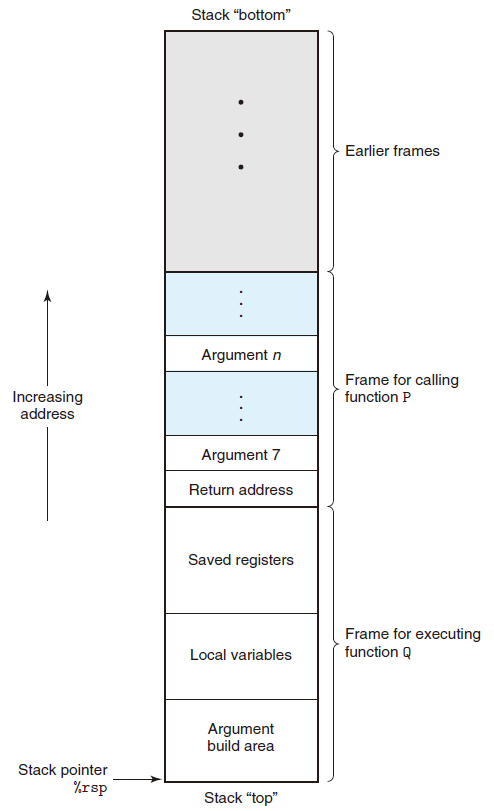 Stack “bottom”
Earlier frames
Argument n
Frame for calling
function P
Increasing
address
Argument 7
Return address
Saved registers
Frame for executing
function Q
Local variables
Argument
build area
Stack pointer
%rsp
Stack “top”